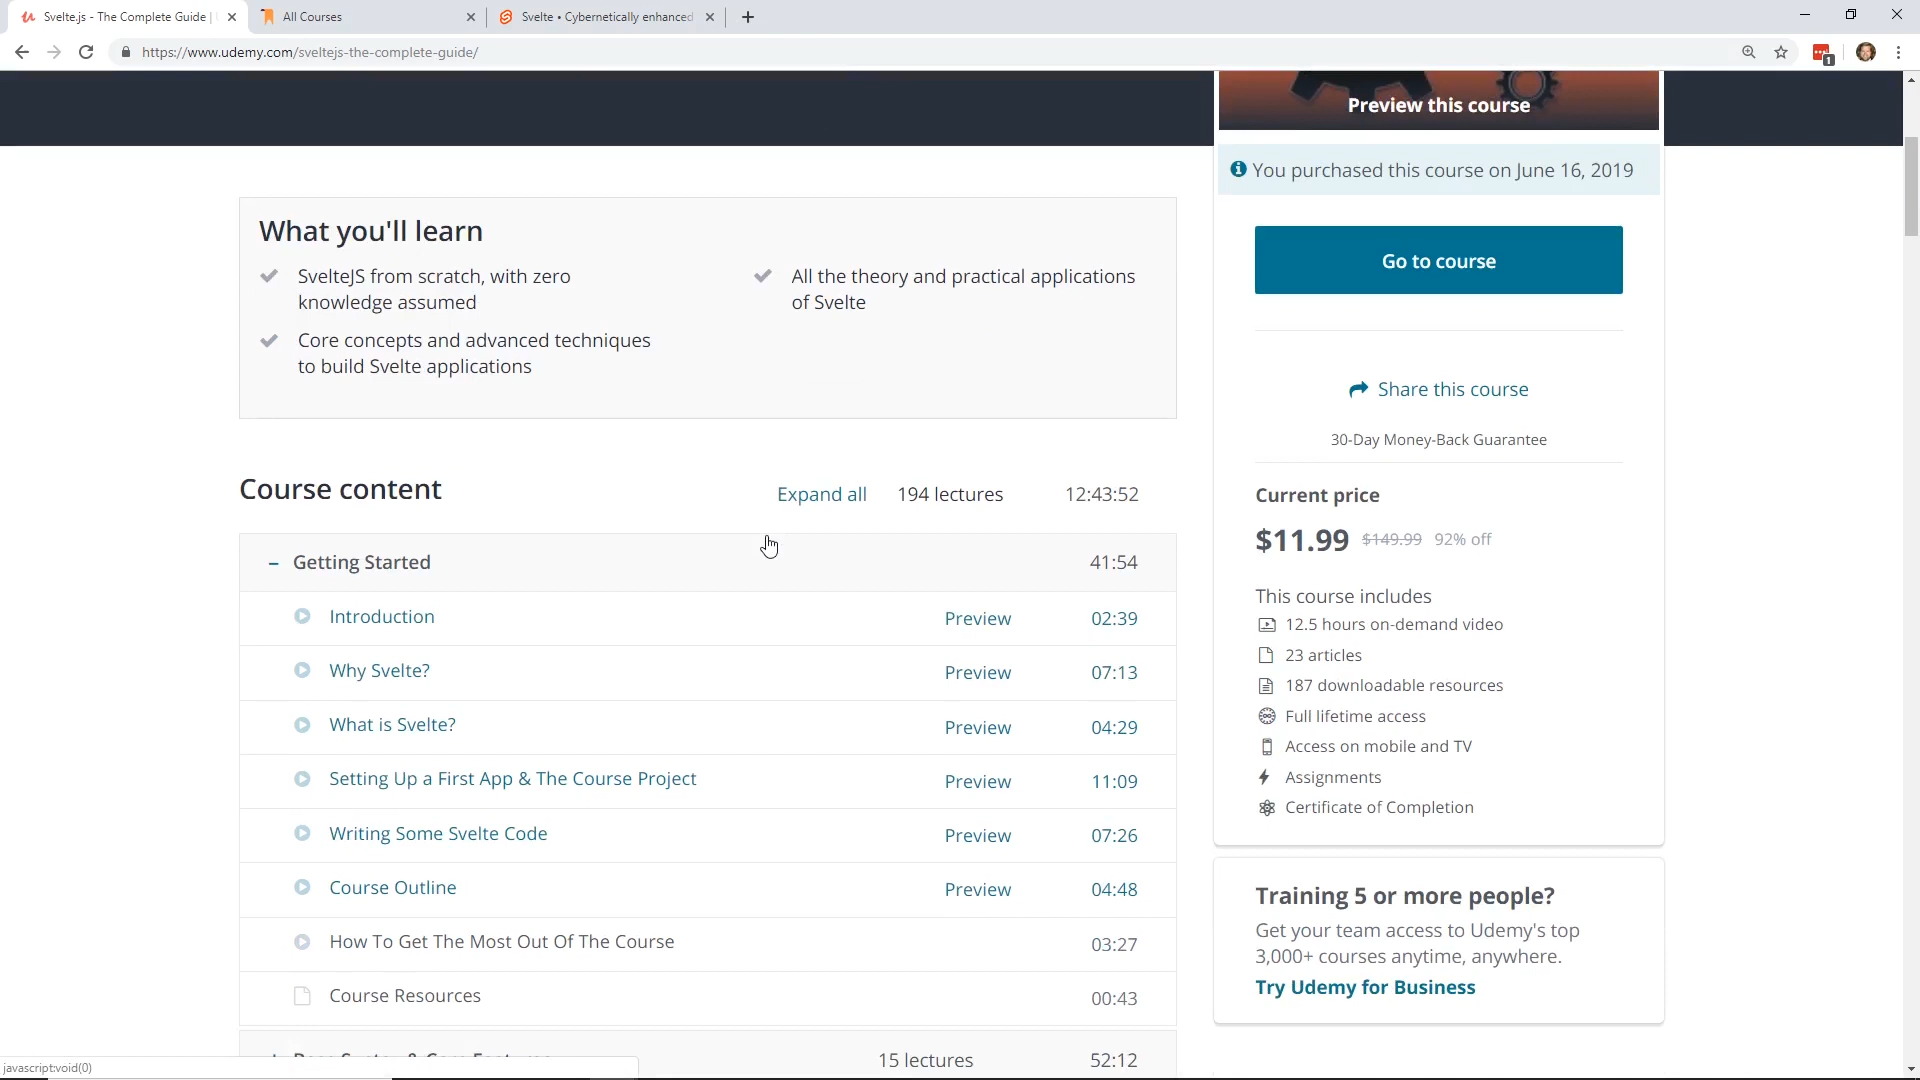 Svelte.js - The Complete Guide |
All Courses
Svelte • Cybernetically enhanced
https://www.udemy.com/sveltejs-the-complete-guide/
1
Preview this course
You purchased this course on June 16, 2019
What you'll learn
SvelteJS from scratch, with zero
knowledge assumed
All the theory and practical applications
of Svelte
Core concepts and advanced techniques
to build Svelte applications
Go to course
Share this course
30-Day Money-Back Guarantee
Course content
Expand all
194 lectures
12:43:52
Current price
$11.99 $149.99 92% off
Getting Started 41:54
Introduction Preview 02:39
Why Svelte? Preview 07:13
What is Svelte? Preview 04:29
Setting Up a First App & The Course Project Preview 11:09
Writing Some Svelte Code Preview 07:26
Course Outline Preview 04:48
How To Get The Most Out Of The Course 03:27
Course Resources 00:43
15 lectures 52:12
This course includes
12.5 hours on-demand video
23 articles
187 downloadable resources
Full lifetime access
Access on mobile and TV
Assignments
Certificate of Completion
Training 5 or more people?
Get your team access to Udemy's top
3,000+ courses anytime, anywhere.
Try Udemy for Business
javascript:void(0)